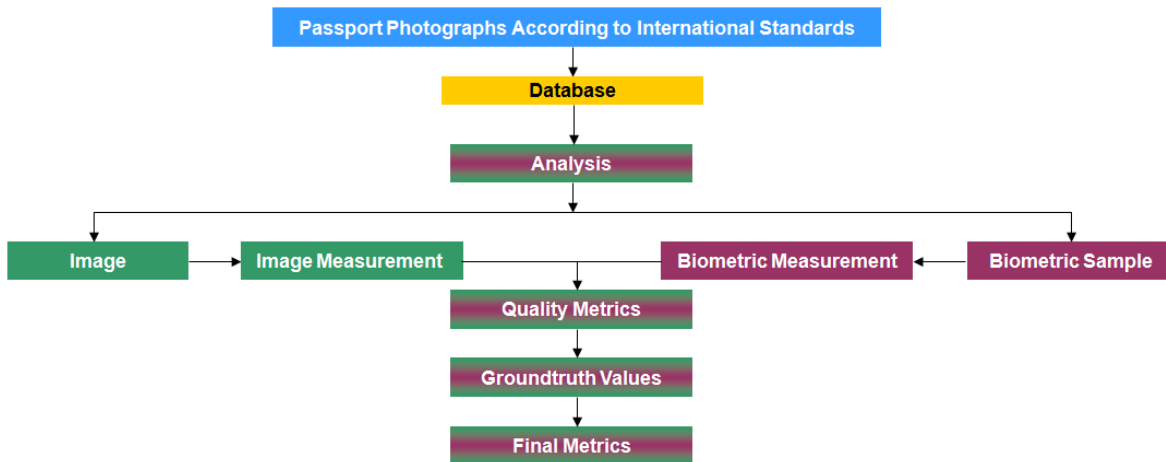 Passport Photographs According to International Standards
Database
Analysis
Image
Image Measurement
Biometric Measurement
Biometric Sample
Quality Metrics
Groundtruth Values
Final Metrics